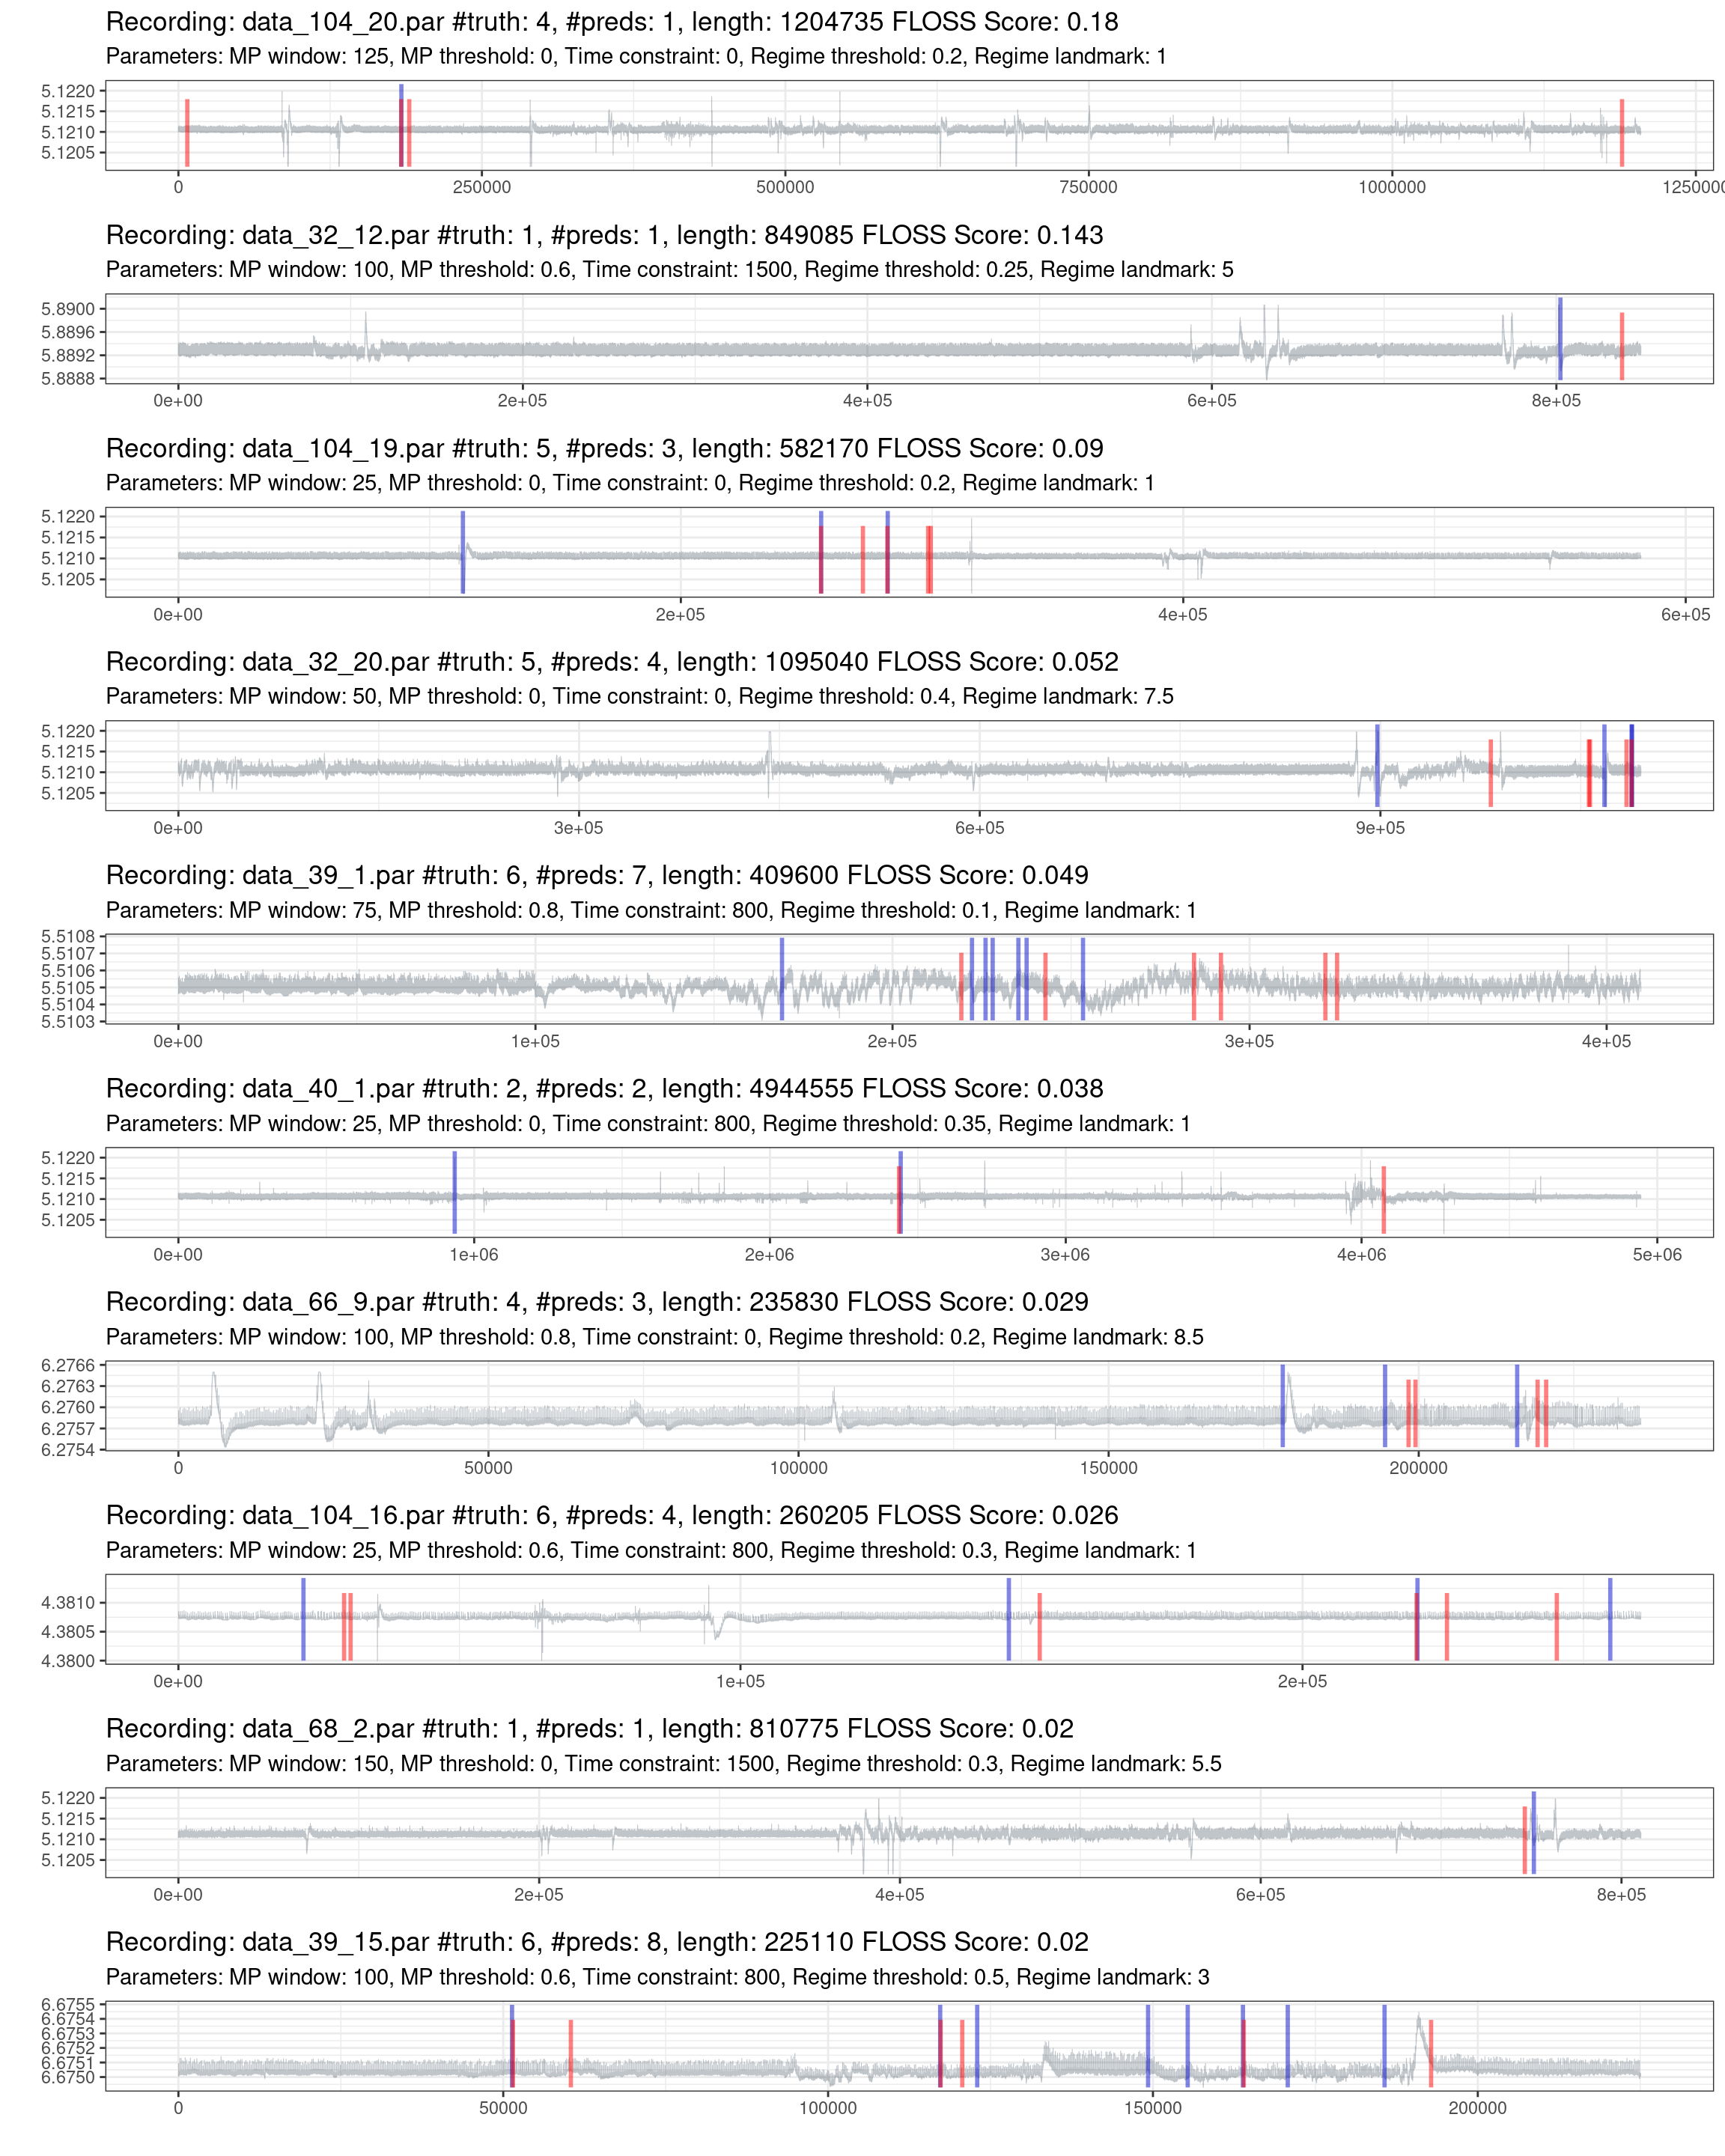 Recording: data_104_20.par #truth: 4, #preds: 1, length: 1204735 FLOSS Score: 0.18
Parameters: MP window: 125, MP threshold: 0, Time constraint: 0, Regime threshold: 0.2, Regime landmark: 1
5.1220
5.1215
5.1210
5.1205
0 250000 500000 750000 1000000 1250000
Recording: data_32_12.par #truth: 1, #preds: 1, length: 849085 FLOSS Score: 0.143
Parameters: MP window: 100, MP threshold: 0.6, Time constraint: 1500, Regime threshold: 0.25, Regime landmark: 5
5.8900
5.8896
5.8892
5.8888
0e+00 2e+05 4e+05 6e+05 8e+05
Recording: data_104_19.par #truth: 5, #preds: 3, length: 582170 FLOSS Score: 0.09
Parameters: MP window: 25, MP threshold: 0, Time constraint: 0, Regime threshold: 0.2, Regime landmark: 1
5.1220
5.1215
5.1210
5.1205
0e+00 2e+05 4e+05 6e+05
Recording: data_32_20.par #truth: 5, #preds: 4, length: 1095040 FLOSS Score: 0.052
Parameters: MP window: 50, MP threshold: 0, Time constraint: 0, Regime threshold: 0.4, Regime landmark: 7.5
5.1220
5.1215
5.1210
5.1205
0e+00 3e+05 6e+05 9e+05
Recording: data_39_1.par #truth: 6, #preds: 7, length: 409600 FLOSS Score: 0.049
Parameters: MP window: 75, MP threshold: 0.8, Time constraint: 800, Regime threshold: 0.1, Regime landmark: 1
5.5108
5.5107
5.5106
5.5105
5.5104
5.5103
0e+00 1e+05 2e+05 3e+05 4e+05
Recording: data_40_1.par #truth: 2, #preds: 2, length: 4944555 FLOSS Score: 0.038
Parameters: MP window: 25, MP threshold: 0, Time constraint: 800, Regime threshold: 0.35, Regime landmark: 1
5.1220
5.1215
5.1210
5.1205
0e+00 1e+06 2e+06 3e+06 4e+06 5e+06
Recording: data_66_9.par #truth: 4, #preds: 3, length: 235830 FLOSS Score: 0.029
Parameters: MP window: 100, MP threshold: 0.8, Time constraint: 0, Regime threshold: 0.2, Regime landmark: 8.5
6.2766
6.2763
6.2760
6.2757
6.2754
0 50000 100000 150000 200000
Recording: data_104_16.par #truth: 6, #preds: 4, length: 260205 FLOSS Score: 0.026
Parameters: MP window: 25, MP threshold: 0.6, Time constraint: 800, Regime threshold: 0.3, Regime landmark: 1
4.3810
4.3805
4.3800
0e+00 1e+05 2e+05
Recording: data_68_2.par #truth: 1, #preds: 1, length: 810775 FLOSS Score: 0.02
Parameters: MP window: 150, MP threshold: 0, Time constraint: 1500, Regime threshold: 0.3, Regime landmark: 5.5
5.1220
5.1215
5.1210
5.1205
0e+00 2e+05 4e+05 6e+05 8e+05
Recording: data_39_15.par #truth: 6, #preds: 8, length: 225110 FLOSS Score: 0.02
Parameters: MP window: 100, MP threshold: 0.6, Time constraint: 800, Regime threshold: 0.5, Regime landmark: 3
6.6755
6.6754
6.6753
6.6752
6.6751
6.6750
0 50000 100000 150000 200000